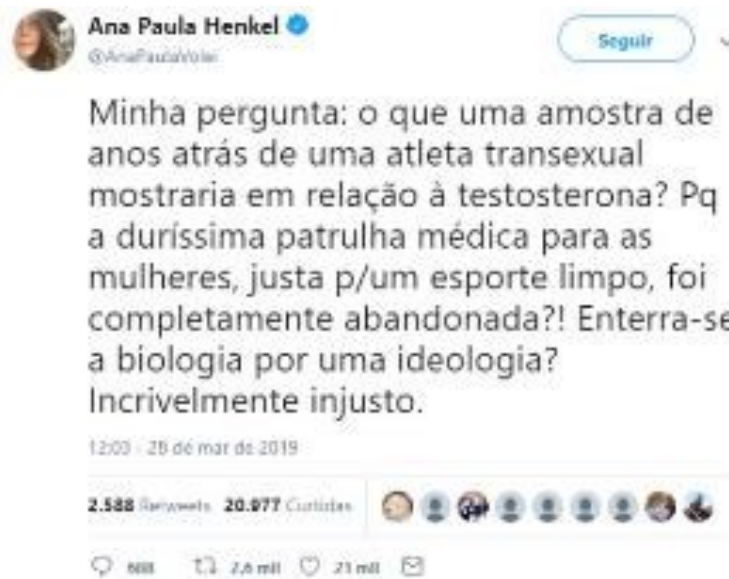 Ana Paula Henkel
Seguir
@AnaPaulaVolei
Minha pergunta: o que uma amostra de
anos atrás de uma atleta transexual
mostraria em relação à testosterona? Pq
a duríssima patrulha médica para as
mulheres, justa p/um esporte limpo, foi
completamente abandonada?! Enterra-se
a biologia por uma ideologia?
Incrivelmente injusto.
12:03 - 28 de mar de 2019
2.588 Retweets 20.977 Curtidas
2,6 mil 21 mil